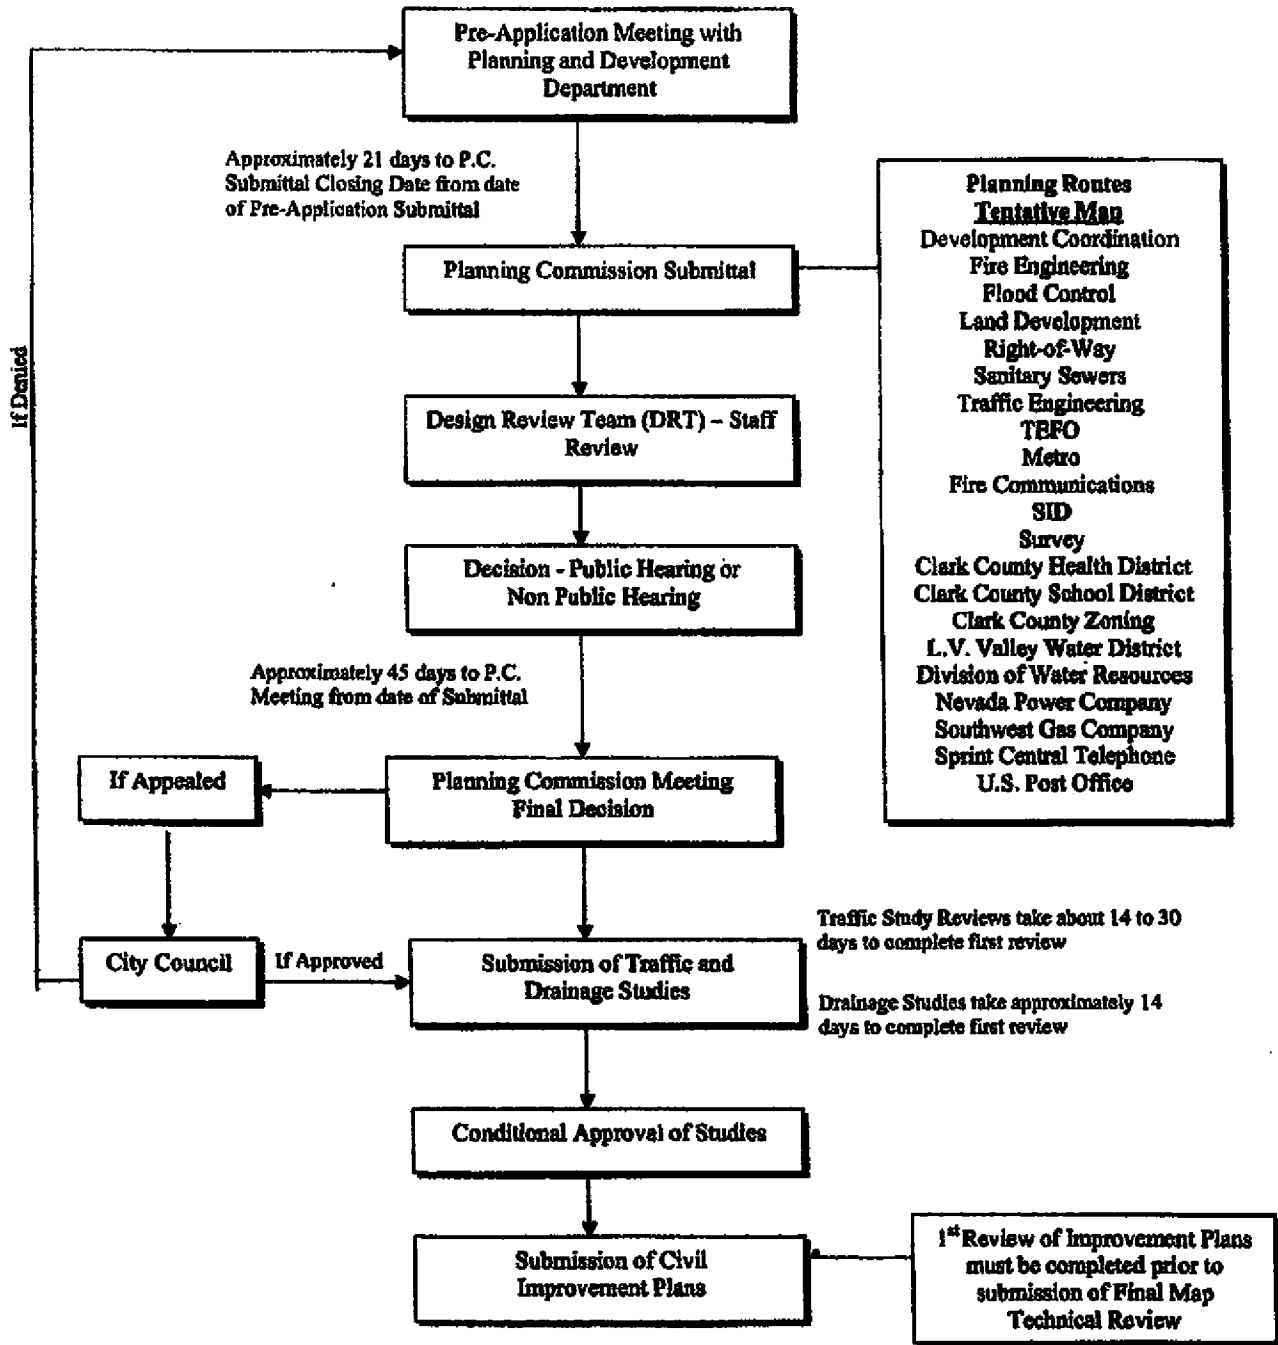 Pre-Application Meeting with
Planning and Development
Department
Approximately 21 days to P.C.
Submittal Closing Date from date
of Pre-Application Submittal
Planning Commission Submittal
Planning Routes
Tentative Map
Development Coordination
Fire Engineering
Flood Control
Land Development
Right-of-Way
Sanitary Sewers
Traffic Engineering
TEFO
Metro
Fire Communications
SID
Survey
Clark County Health District
Clark County School District
Clark County Zoning
L.V. Valley Water District
Division of Water Resources
Nevada Power Company
Southwest Gas Company
Sprint Central Telephone
U.S. Post Office
If Denied
Design Review Team (DRT) – Staff
Review
Decision - Public Hearing or
Non Public Hearing
Approximately 45 days to P.C.
Meeting from date of Submittal
If Appealed
Planning Commission Meeting
Final Decision
City Council
If Approved
Submission of Traffic and
Drainage Studies
Traffic Study Reviews take about 14 to 30
days to complete first review
Drainage Studies take approximately 14
days to complete first review
Conditional Approval of Studies
Submission of Civil
Improvement Plans
1st Review of Improvement Plans
must be completed prior to
submission of Final Map
Technical Review